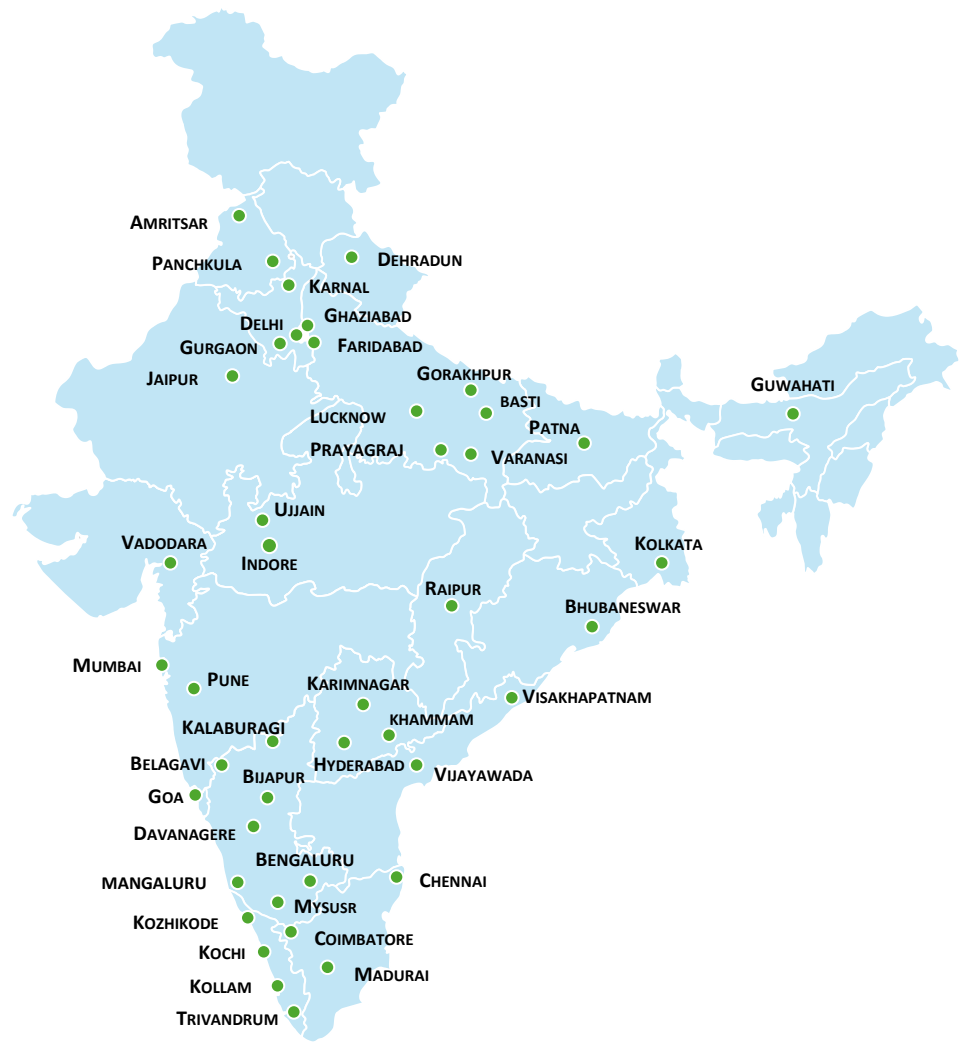 Amritsar
Panchkula
Dehradun
Karnal
Ghaziabad
Delhi
Gurgaon
Faridabad
Jaipur
Gorakhpur
Guwahati
Lucknow
basti
Patna
Prayagraj
Varanasi
Ujjain
Vadodara
Indore
Kolkata
Raipur
Bhubaneswar
Mumbai
Pune
Karimnagar
Visakhapatnam
Kalaburagi
khammam
Belagavi
Hyderabad
Bijapur
Vijayawada
Goa
Davanagere
Bengaluru
mangaluru
Chennai
Mysusr
Kozhikode
Coimbatore
Kochi
Madurai
Kollam
Trivandrum